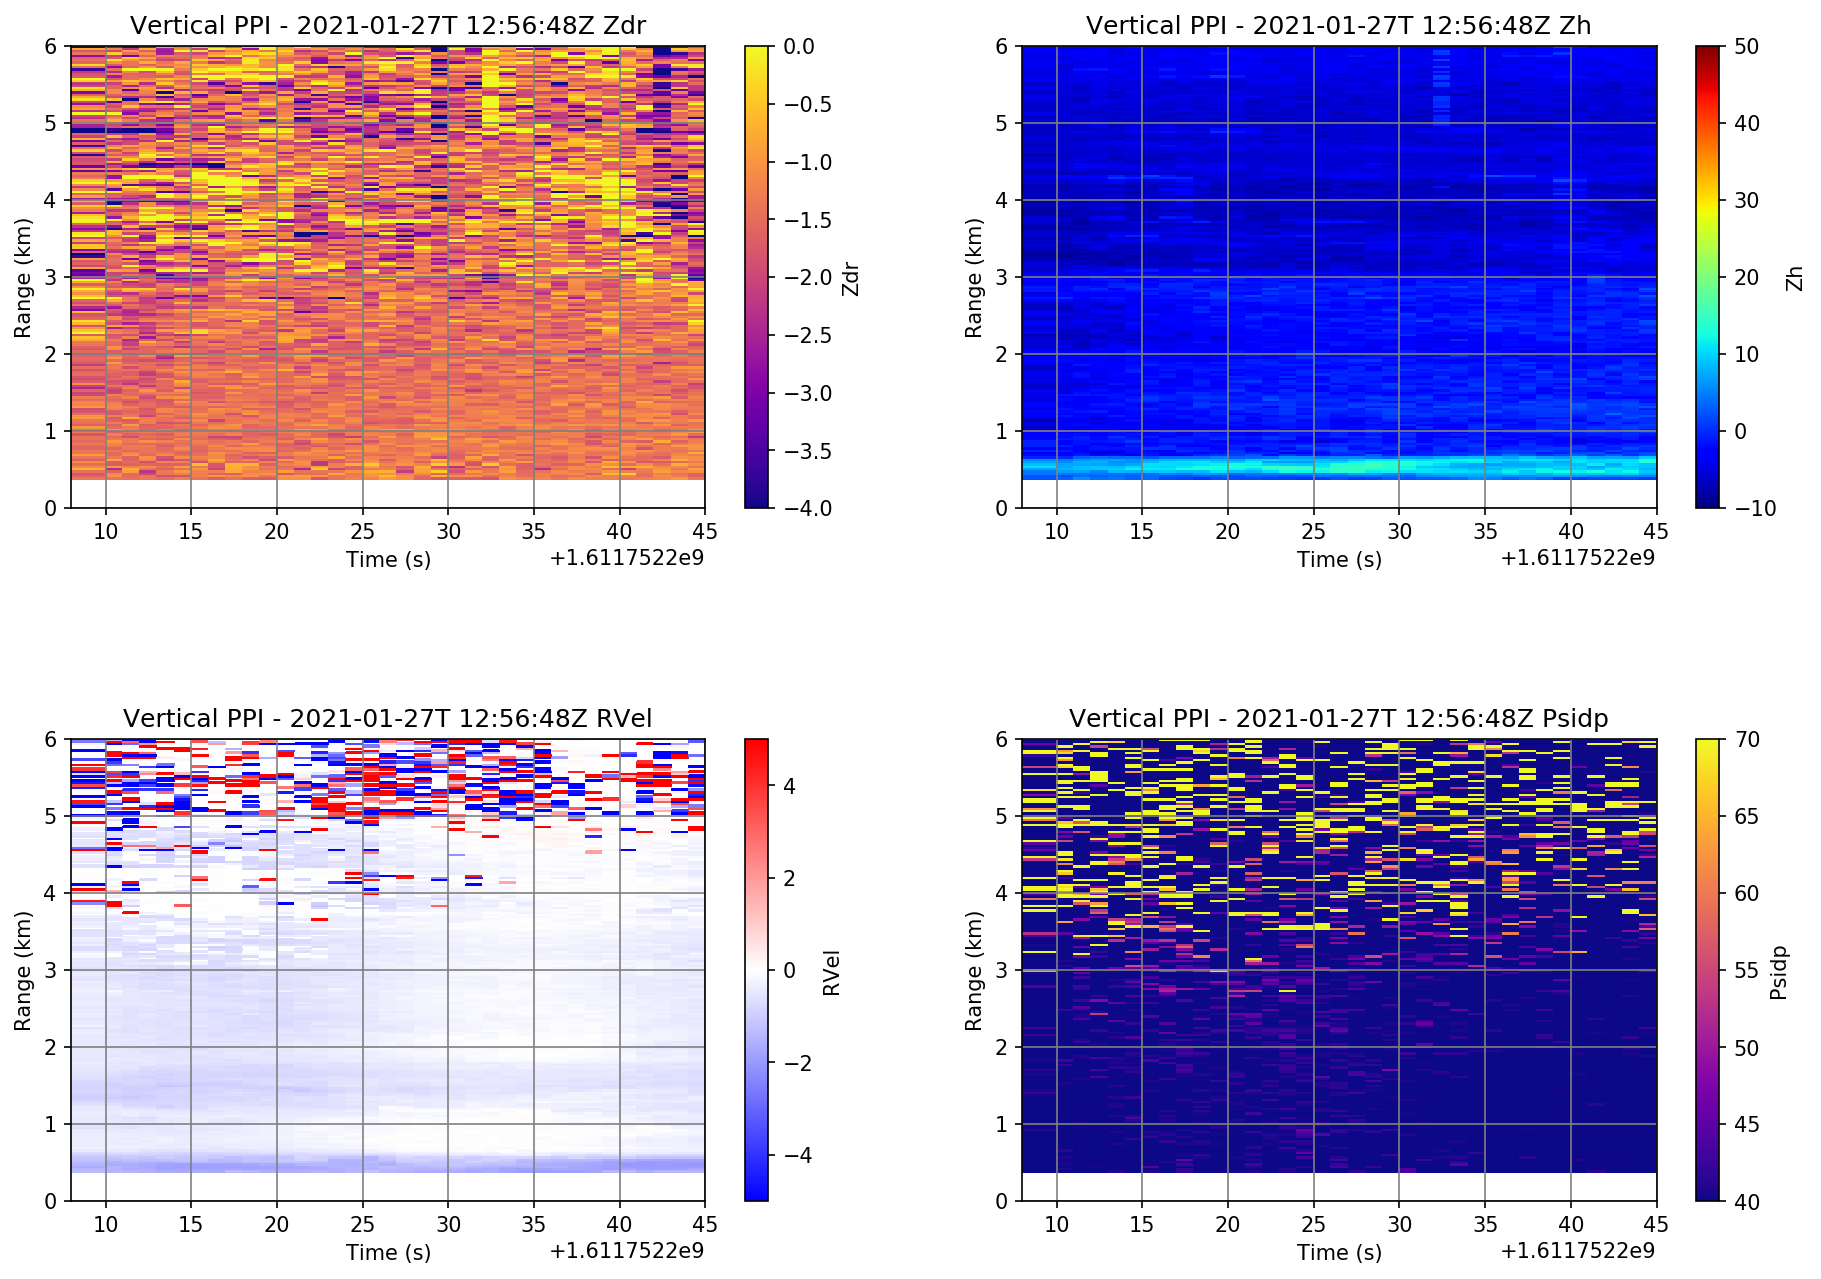 Vertical PPI - 2021-01-27T 12:56:48Z Zdr
6
5
4
3
2
1
0
Range (km)
10 15 20 25 30 35 40 45
Time (s)
+1.6117522e9
0.0
−0.5
−1.0
−1.5
−2.0
−2.5
−3.0
−3.5
−4.0
Zdr
Vertical PPI - 2021-01-27T 12:56:48Z Zh
6
5
4
3
2
1
0
Range (km)
10 15 20 25 30 35 40 45
Time (s)
+1.6117522e9
50
40
30
20
10
0
−10
Zh
Vertical PPI - 2021-01-27T 12:56:48Z RVel
6
5
4
3
2
1
0
Range (km)
10 15 20 25 30 35 40 45
Time (s)
+1.6117522e9
4
2
0
−2
−4
RVel
Vertical PPI - 2021-01-27T 12:56:48Z Psidp
6
5
4
3
2
1
0
Range (km)
10 15 20 25 30 35 40 45
Time (s)
+1.6117522e9
70
65
60
55
50
45
40
Psidp